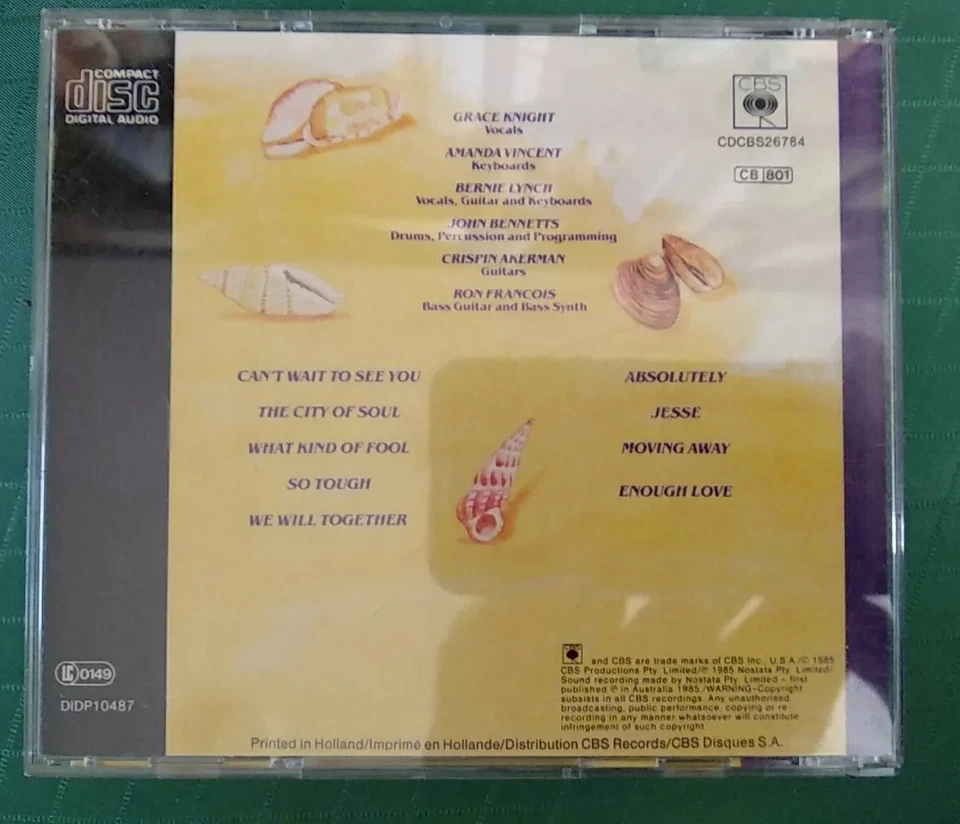 COMPACT
disc
DIGITAL AUDIO
CBS
CDCBS26784
CB 801
GRACE KNIGHT
Vocals
AMANDA VINCENT
Keyboards
BERNIE LYNCH
Vocals, Guitar and Keyboards
JOHN BENNETTS
Drums, Percussion and Programming
CRISPIN AKERMAN
Guitars
RON FRANCOIS
Bass Guitar and Bass Synth
CAN'T WAIT TO SEE YOU
THE CITY OF SOUL
WHAT KIND OF FOOL
SO TOUGH
WE WILL TOGETHER
ABSOLUTELY
JESSE
MOVING AWAY
ENOUGH LOVE
LC 0149
DIDP10487
CBS and CBS are trade marks of CBS Inc., U.S.A./© 1985
CBS Productions Pty. Limited/℗ 1985 Nostata Pty. Limited/
Sound recording made by Nostata Pty. Limited – first
published ℗ in Australia 1985./WARNING–Copyright
subsists in all CBS recordings. Any unauthorised
broadcasting, public performance, copying or re-
recording in any manner whatsoever will constitute
infringement of such copyright.
Printed in Holland/Imprimé en Hollande/Distribution CBS Records/CBS Disques S.A.